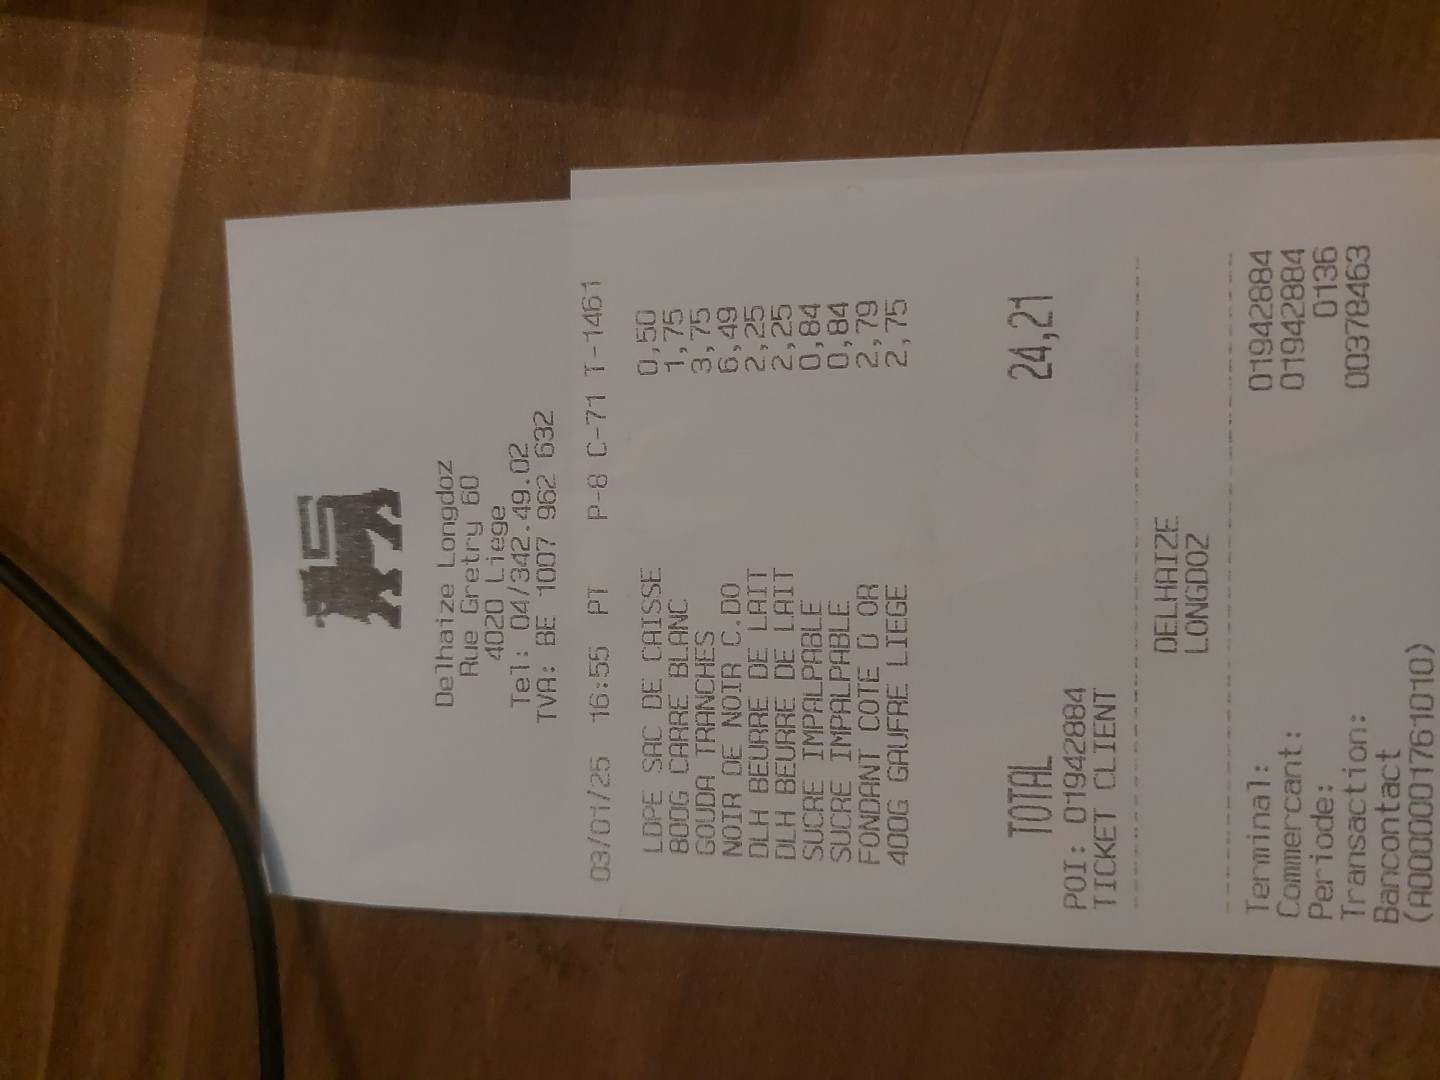 Delhaize Longdoz
Rue Gretry 60
4020 Liege
Tel: 04/342.49.02
TVA: BE 1007 962 632
03/01/25 16:55 PT P-8 C-71 T-1461
LDPE SAC DE CAISSE 0,50
800G CARRE BLANC 1,75
GOUDA TRANCHES 3,75
NOIR DE NOIR C.DO 6,49
DLH BEURRE DE LAIT 2,25
DLH BEURRE DE LAIT 2,25
SUCRE IMPALPABLE 0,84
SUCRE IMPALPABLE 0,84
FONDANT COTE D OR 2,79
400G GAUFRE LIEGE 2,75
TOTAL 24,21
POI: 01942884
TICKET CLIENT
DELHAIZE
LONGDOZ
Terminal: 01942884
Commercant: 01942884
Periode: 0136
Transaction: 00378463
Bancontact
(A0000001761010)